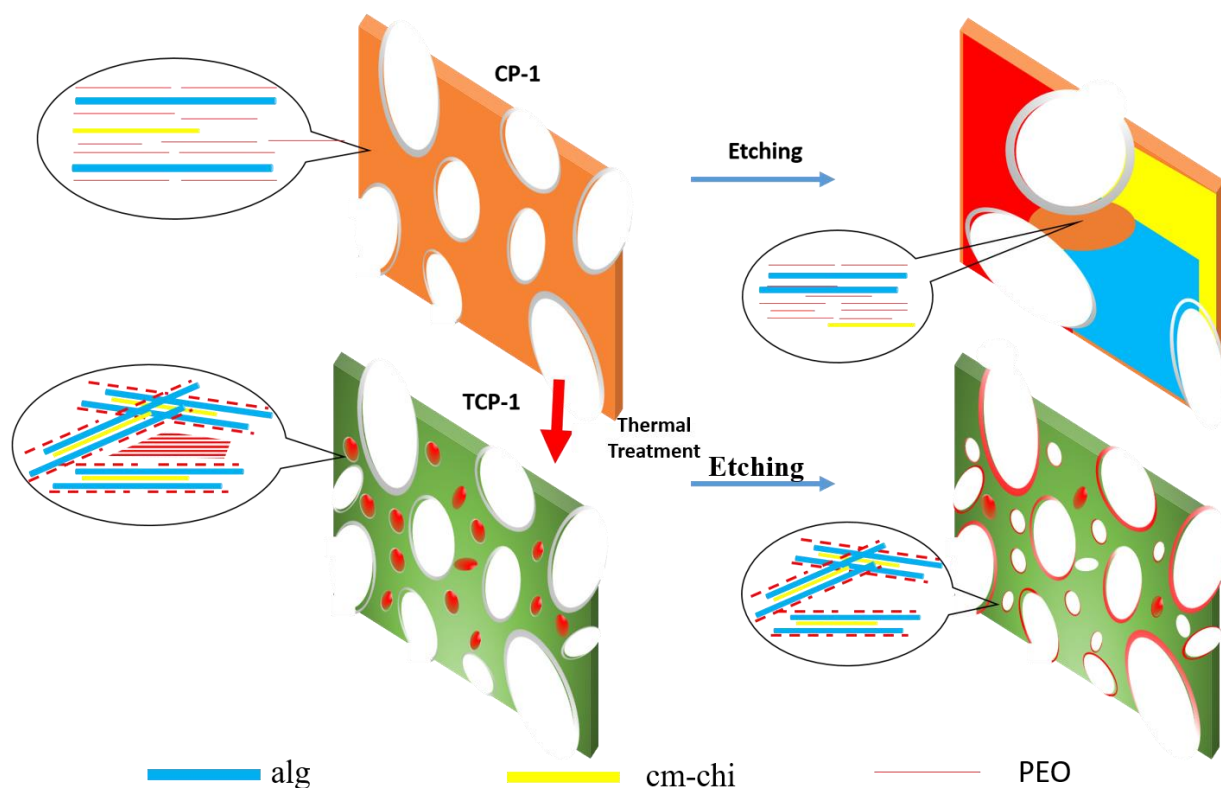 CP-1
Etching
TCP-1
Thermal
Treatment
Etching
alg
cm-chi
PEO